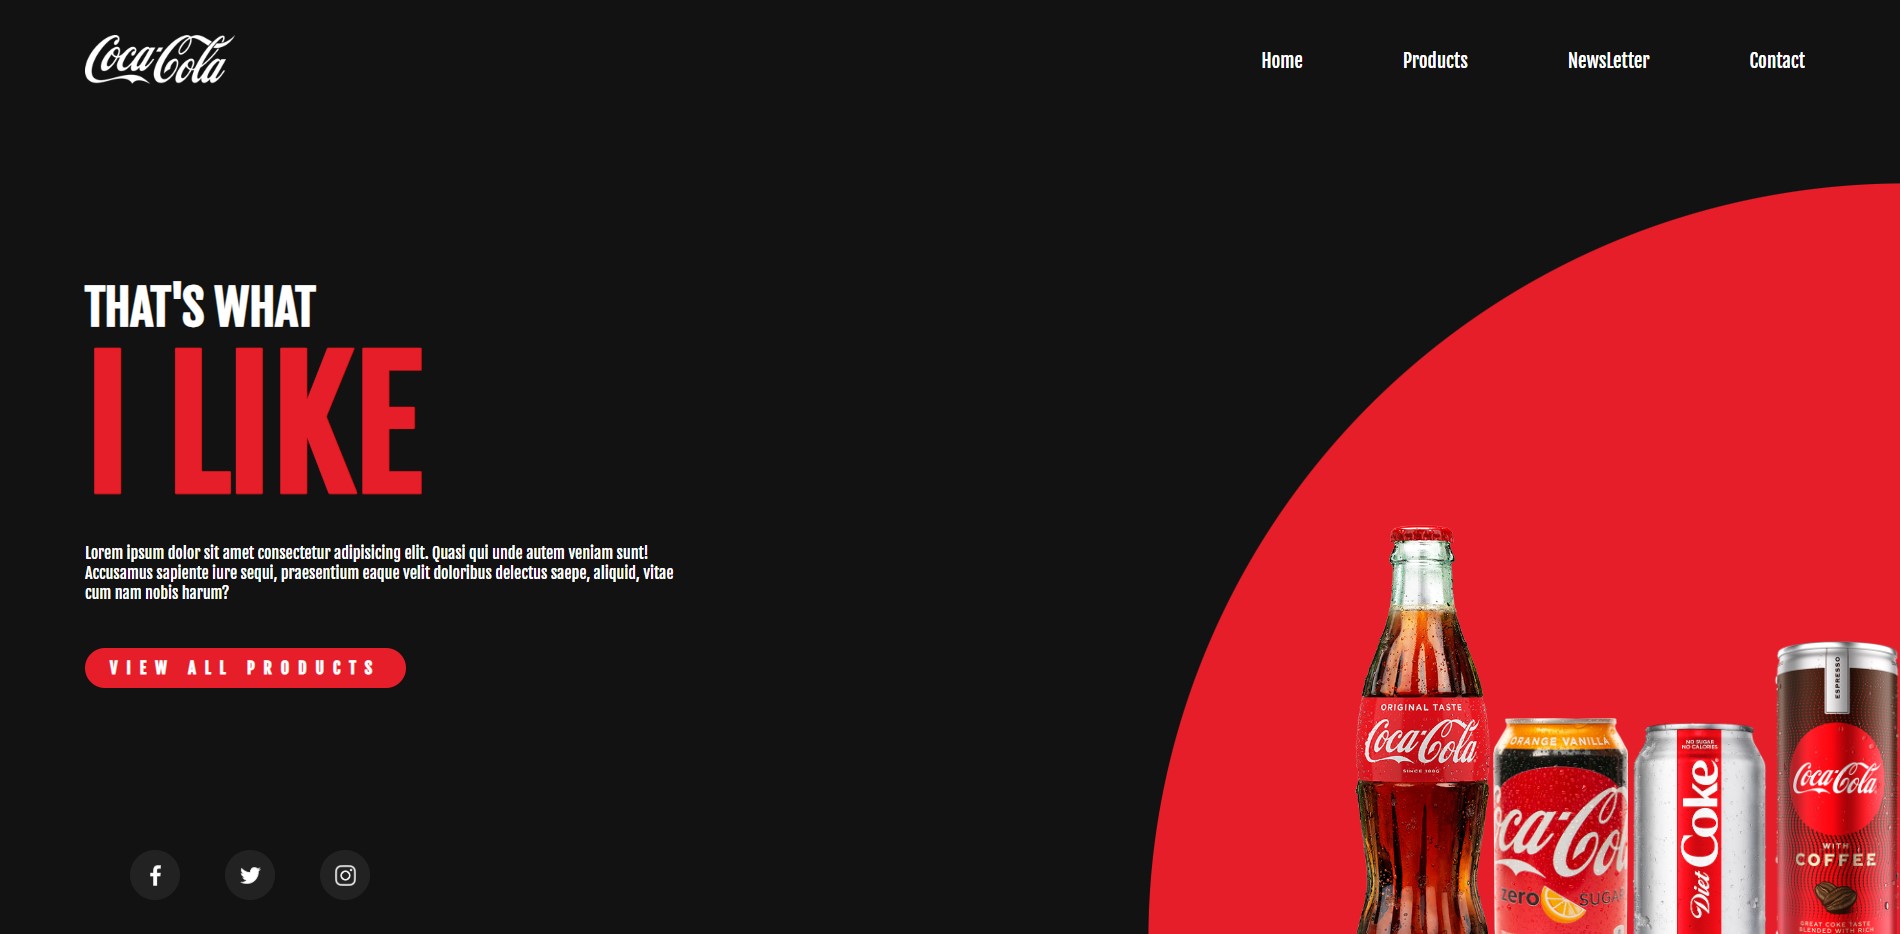 Coca-Cola
Home
Products
NewsLetter
Contact
THAT'S WHAT
I LIKE
Lorem ipsum dolor sit amet consectetur adipisicing elit. Quasi qui unde autem veniam sunt!
Accusamus sapiente iure sequi, praesentium eaque velit doloribus delectus saepe, aliquid, vitae
cum nam nobis harum?
VIEW ALL PRODUCTS
ORIGINAL TASTE
Coca-Cola
SINCE 1886
ORANGE VANILLA
oca-Col
zero
SUGAR
NO SUGAR
NO CALORIES
Diet Coke
ESPRESSO
Coca-Cola
WITH
COFFEE
GREAT COKE TASTE
BLENDED WITH RICH